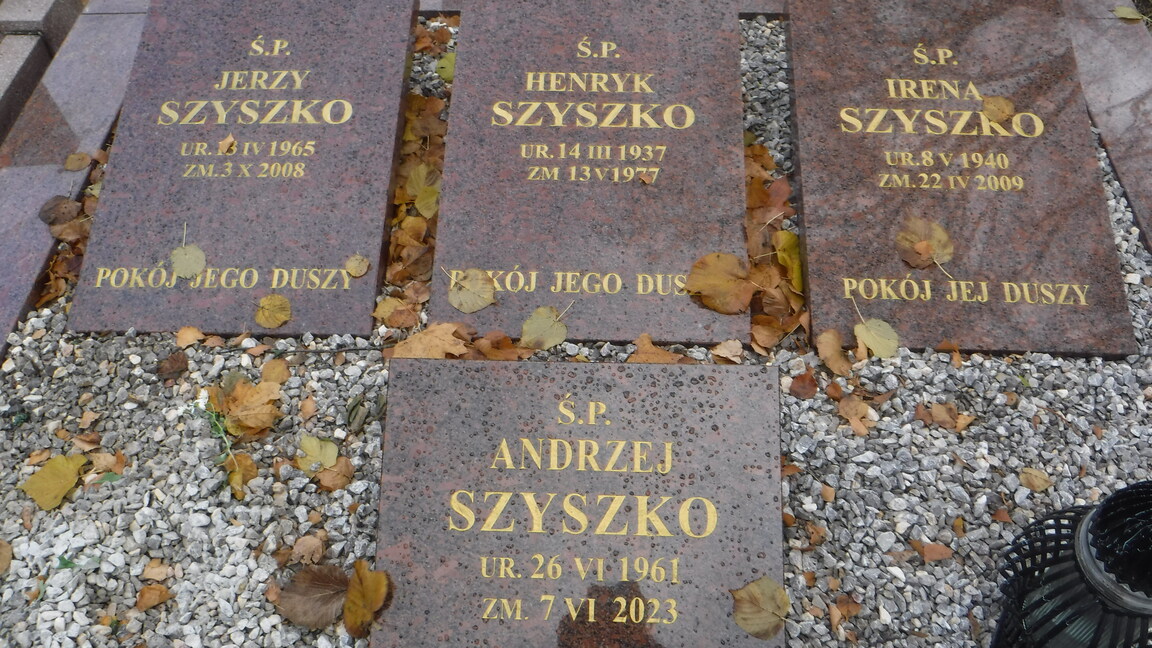 Ś.P.
JERZY
SZYSZKO
UR. IV 1965
ZM. 3 X 2008
POKÓJ JEGO DUSZY
Ś.P.
HENRYK
SZYSZKO
UR. 14 III 1937
ZM 13 V 1977
POKÓJ JEGO DUS
Ś.P.
IRENA
SZYSZKO
UR. 8 V 1940
ZM. 22 IV 2009
POKÓJ JEJ DUSZY
Ś.P.
ANDRZEJ
SZYSZKO
UR. 26 VI 1961
ZM. 7 VI 2023